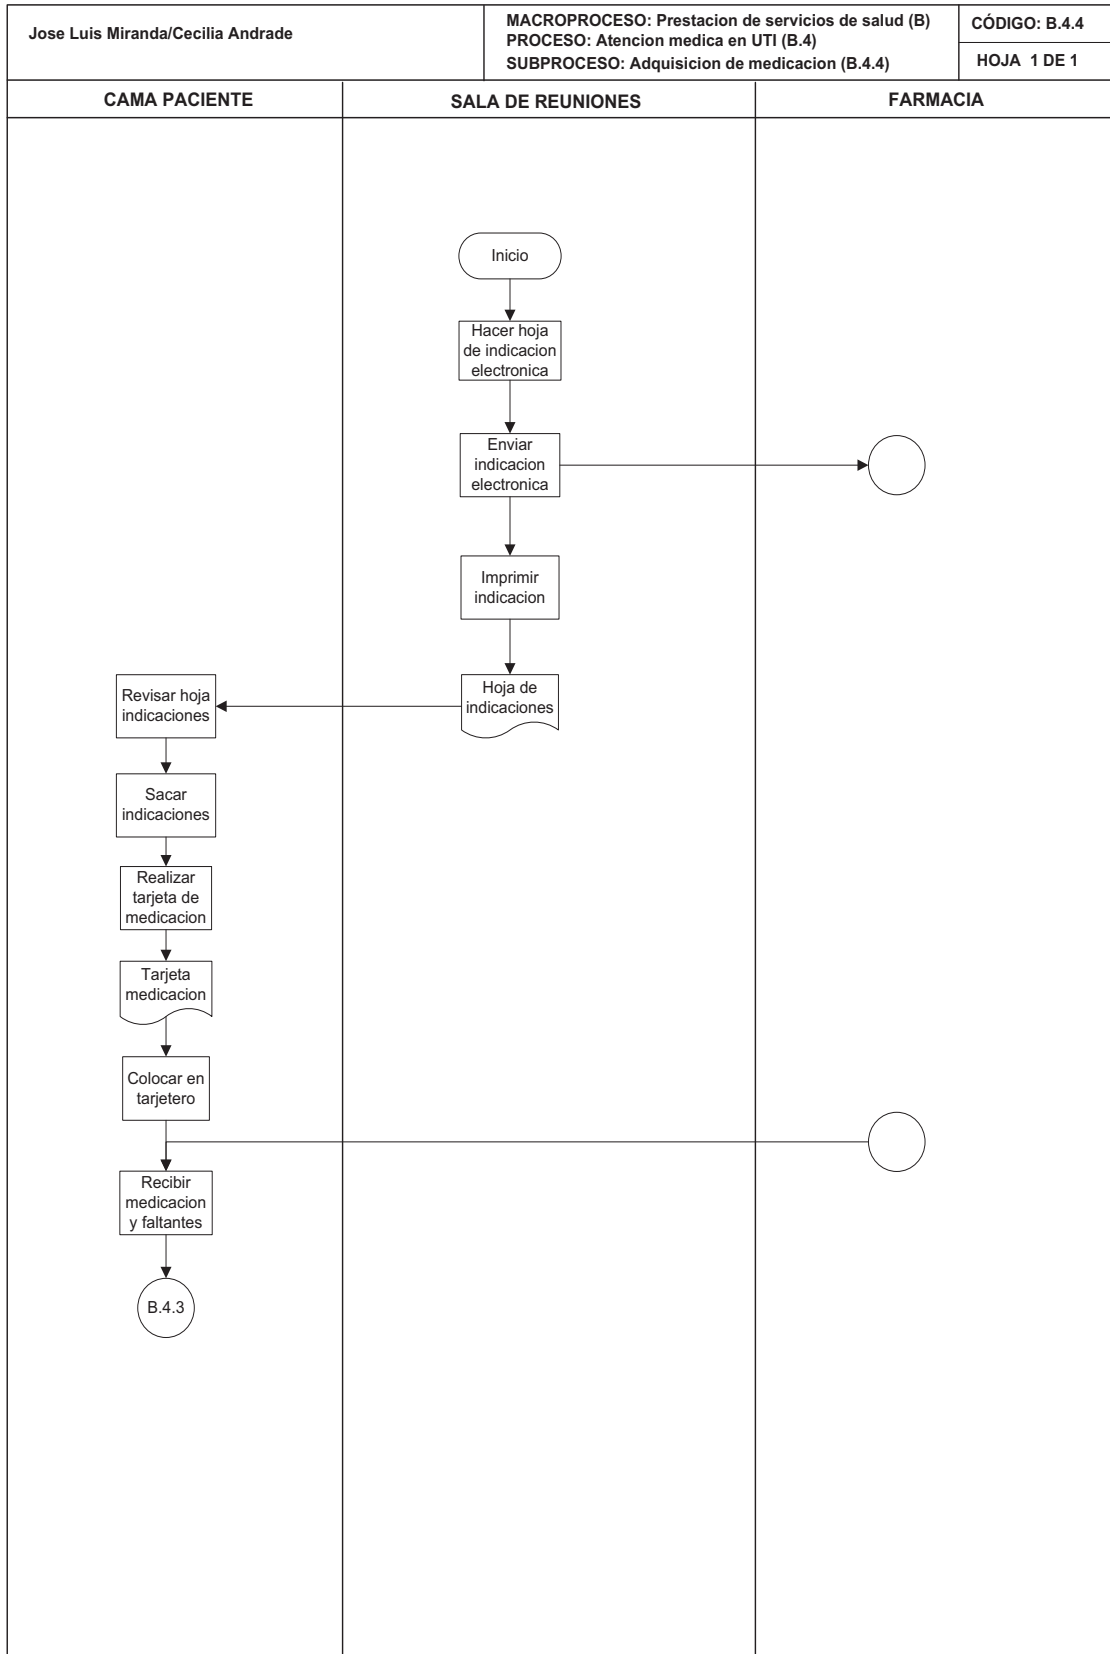 Jose Luis Miranda/Cecilia Andrade
MACROPROCESO: Prestacion de servicios de salud (B)
PROCESO: Atencion medica en UTI (B.4)
SUBPROCESO: Adquisicion de medicacion (B.4.4)
CÓDIGO: B.4.4
HOJA 1 DE 1
CAMA PACIENTE
SALA DE REUNIONES
FARMACIA
Inicio
Hacer hoja
de indicacion
electronica
Enviar
indicacion
electronica
Imprimir
indicacion
Hoja de
indicaciones
Revisar hoja
indicaciones
Sacar
indicaciones
Realizar
tarjeta de
medicacion
Tarjeta
medicacion
Colocar en
tarjetero
Recibir
medicacion
y faltantes
B.4.3